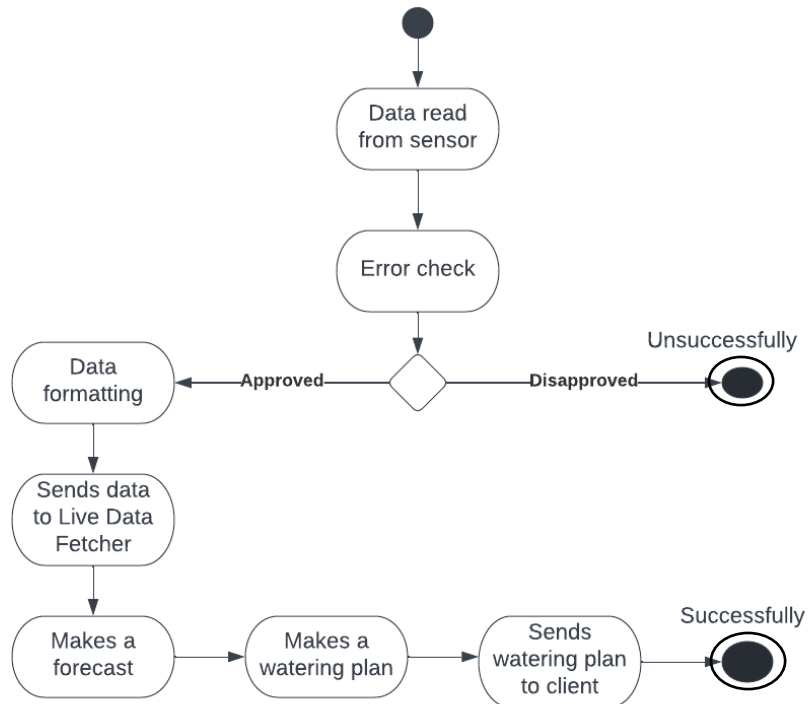 Data read
from sensor
Error check
Unsuccessfully
Data
formatting
Approved
Disapproved
Sends data
to Live Data
Fetcher
Makes a
forecast
Makes a
watering plan
Sends
watering plan
to client
Successfully